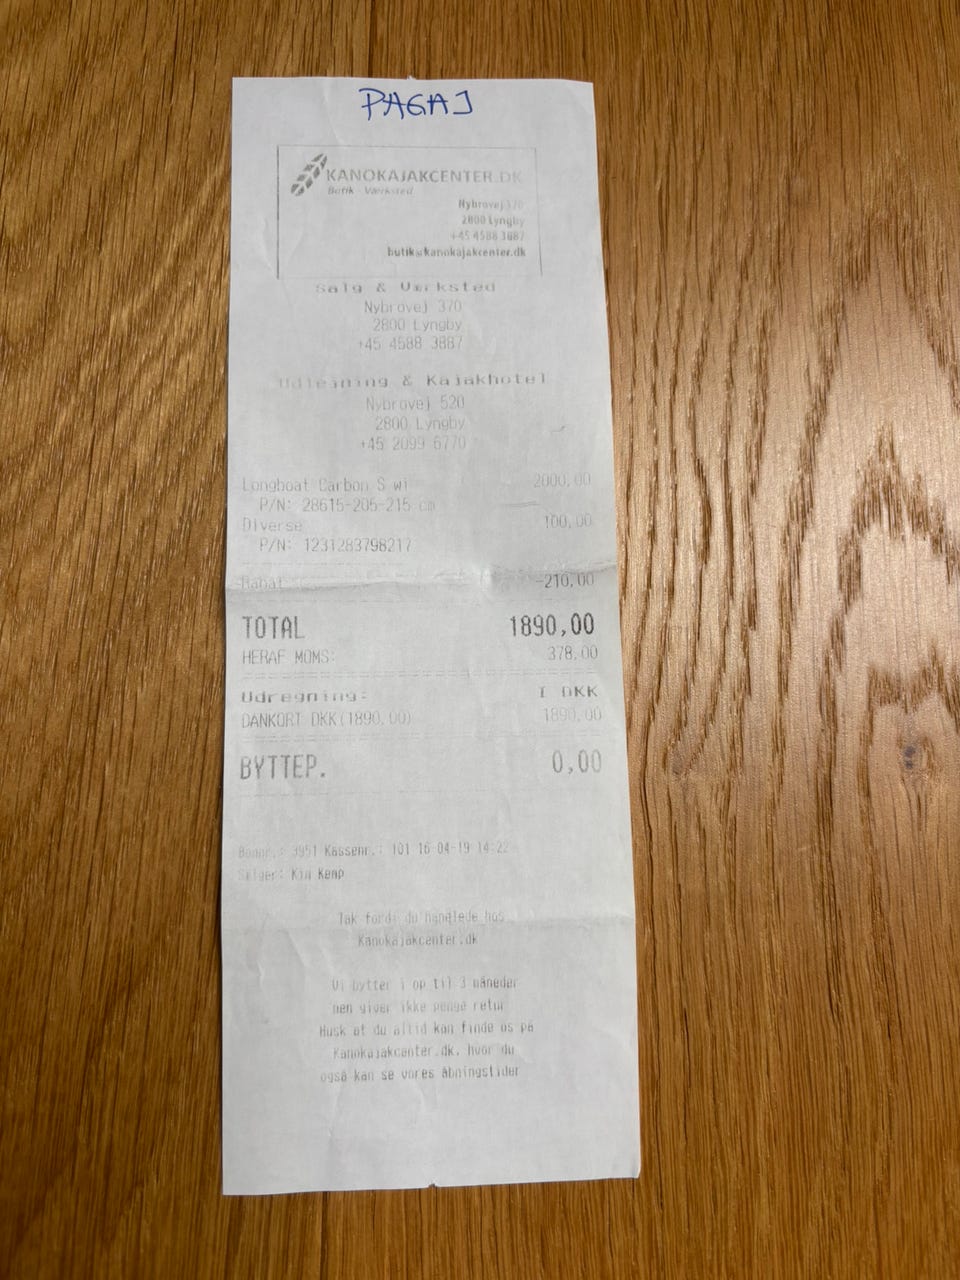 PAGAJ
KANOKAJAKCENTER.DK
Butik - Værksted
Nybrovej 370
2800 Lyngby
+45 4588 3887
butik@kanokajakcenter.dk
Salg & Værksted
Nybrovej 370
2800 Lyngby
+45 4588 3887
Udlejning & Kajakhotel
Nybrovej 520
2800 Lyngby
+45 2099 6770
Longboat Carbon S wi 2000,00
P/N: 28615-205-215 cm
Diverse 100,00
P/N: 1231283798217
Rabat -210,00
TOTAL 1890,00
HERAF MOMS: 378,00
Udregning: I DKK
DANKORT DKK(1890,00) 1890,00
BYTTEP. 0,00
Bonnr.: 3951 Kassenr.: 101 16-04-19 14:22
Sælger: Kim Kemp
Tak fordi du handlede hos
Kanokajakcenter.dk
Vi bytter i op til 3 måneder
men giver ikke penge retur
Husk at du altid kan finde os på
Kanokajakcenter.dk, hvor du
også kan se vores åbningstider